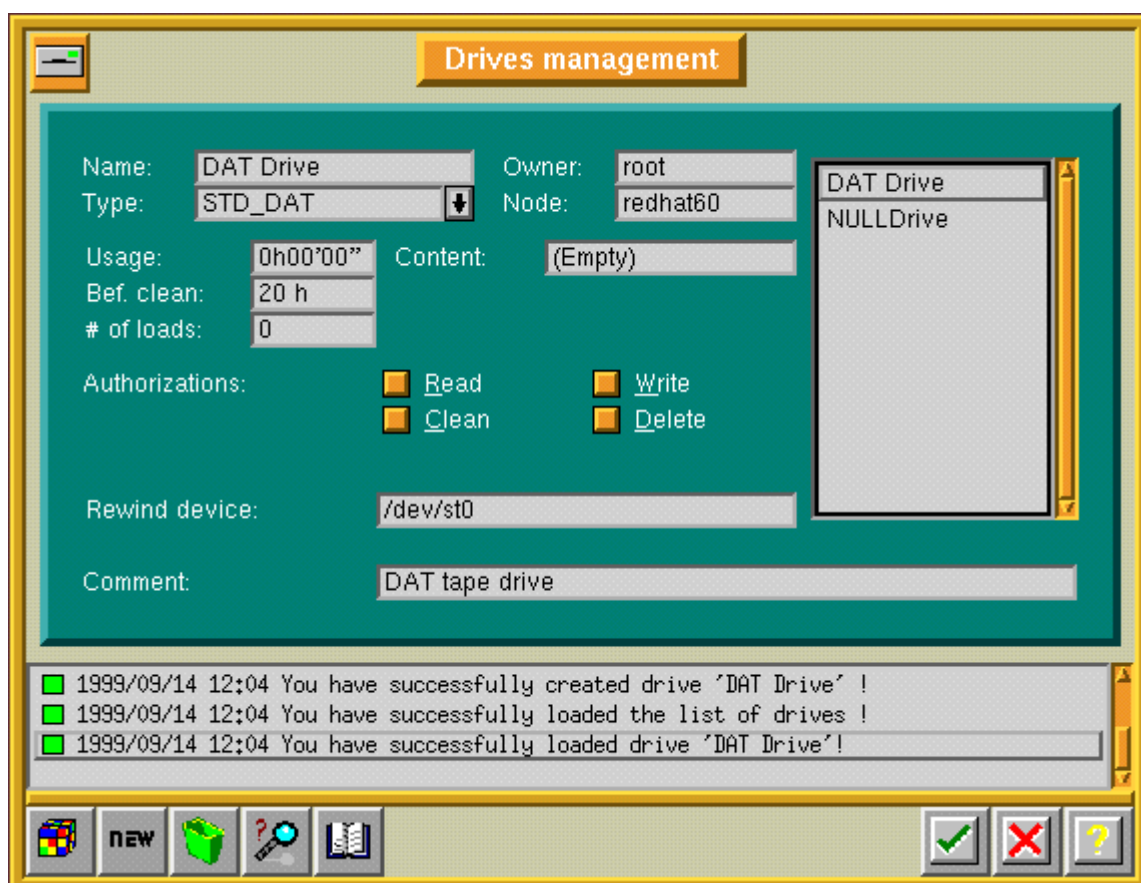 Drives management
Name: DAT Drive Owner: root
Type: STD_DAT Node: redhat60
DAT Drive
NULLDrive
Usage: 0h00'00" Content: (Empty)
Bef. clean: 20 h
# of loads: 0
Authorizations: Read Write
Clean Delete
Rewind device: /dev/st0
Comment: DAT tape drive
1999/09/14 12:04 You have successfully created drive 'DAT Drive' !
1999/09/14 12:04 You have successfully loaded the list of drives !
1999/09/14 12:04 You have successfully loaded drive 'DAT Drive'!
new ? ?